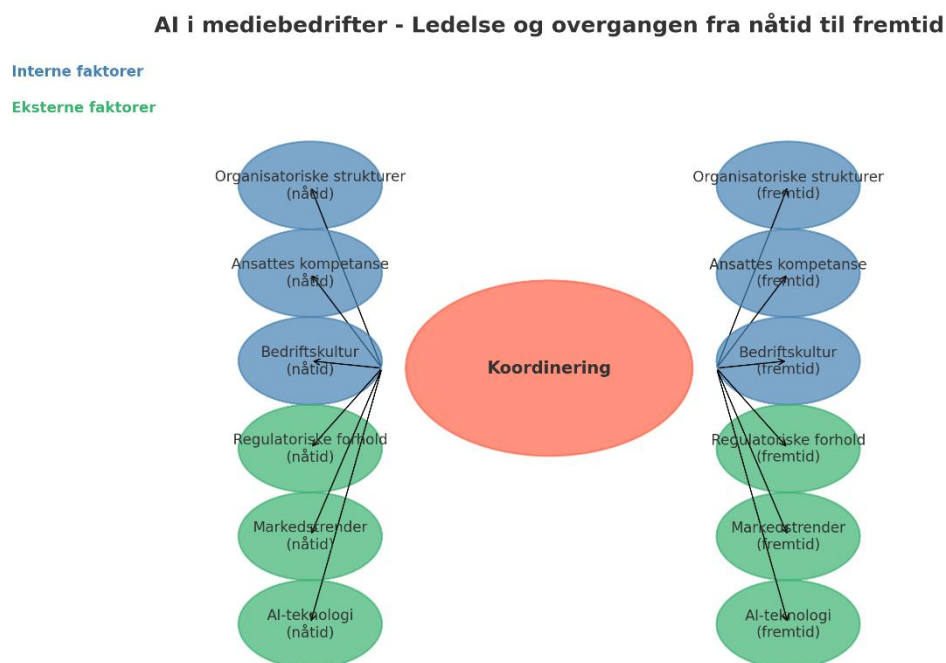 AI i mediebedrifter - Ledelse og overgangen fra nåtid til fremtid
Interne faktorer
Eksterne faktorer
Organisatoriske strukturer
(nåtid)
Ansattes kompetanse
(nåtid)
Bedriftskultur
(nåtid)
Regulatoriske forhold
(nåtid)
Markedstrender
(nåtid)
AI-teknologi
(nåtid)
Koordinering
Organisatoriske strukturer
(fremtid)
Ansattes kompetanse
(fremtid)
Bedriftskultur
(fremtid)
Regulatoriske forhold
(fremtid)
Markedstrender
(fremtid)
AI-teknologi
(fremtid)